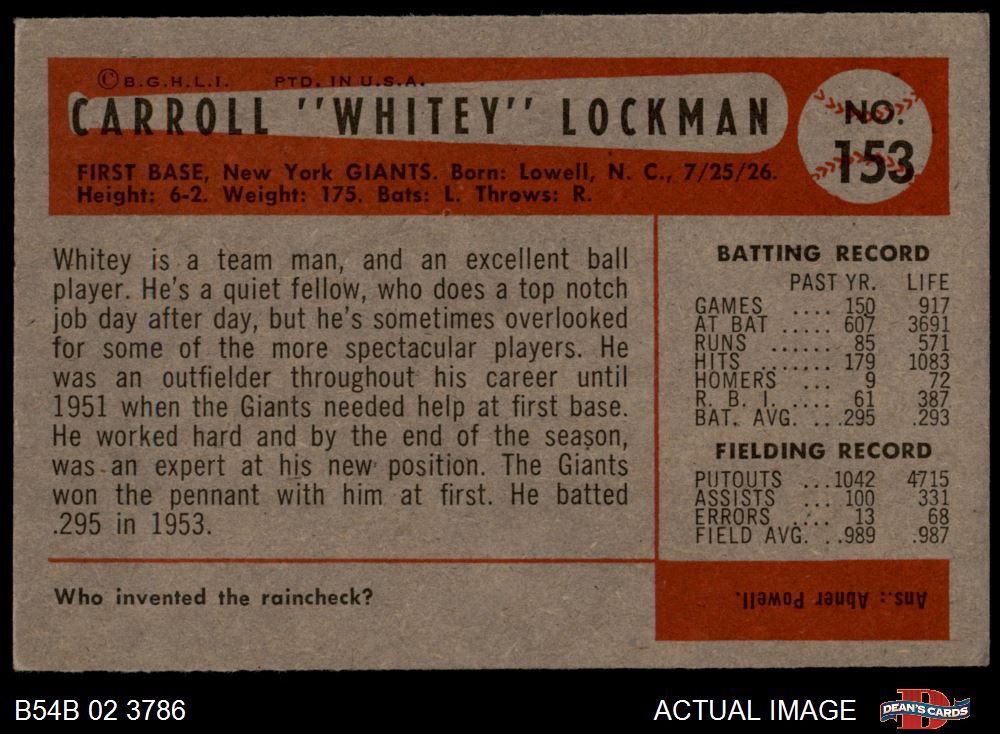 ©B.G.H.L.I. PTD. IN U.S.A.
CARROLL "WHITEY" LOCKMAN
NO.
153
FIRST BASE, New York GIANTS. Born: Lowell, N. C., 7/25/26.
Height: 6-2. Weight: 175. Bats: L. Throws: R.
Whitey is a team man, and an excellent ball
player. He's a quiet fellow, who does a top notch
job day after day, but he's sometimes overlooked
for some of the more spectacular players. He
was an outfielder throughout his career until
1951 when the Giants needed help at first base.
He worked hard and by the end of the season,
was an expert at his new position. The Giants
won the pennant with him at first. He batted
.295 in 1953.
BATTING RECORD
PAST YR. LIFE
GAMES .... 150 917
AT BAT ..... 607 3691
RUNS ...... 85 571
HITS ........ 179 1083
HOMERS ... 9 72
R. B. I. .... 61 387
BAT. AVG. ...295 .293
FIELDING RECORD
PUTOUTS ...1042 4715
ASSISTS ... 100 331
ERRORS .... 13 68
FIELD AVG. ..989 .987
Who invented the raincheck?
Ans.: Abner Powell.
B54B 02 3786
ACTUAL IMAGE
DEAN'S CARDS